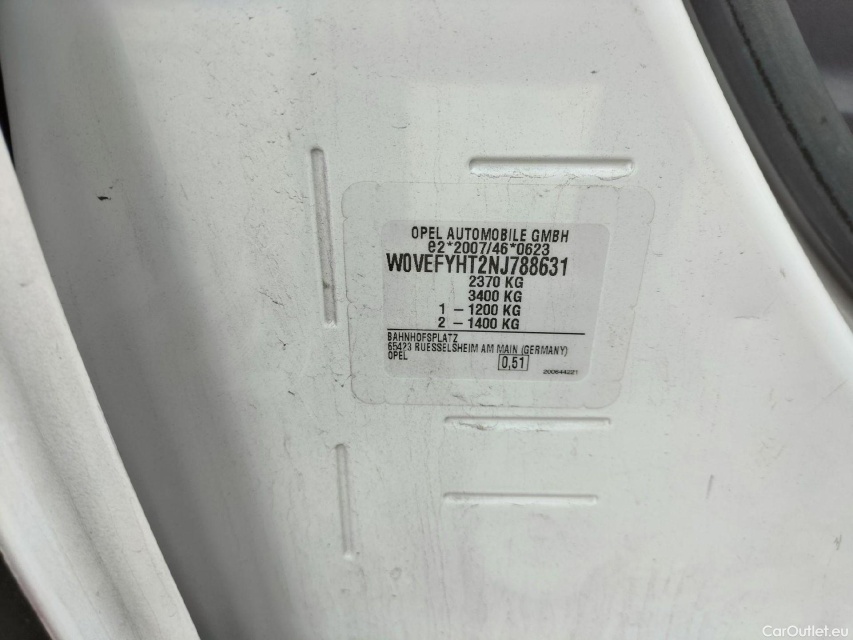 OPEL AUTOMOBILE GMBH
e2*2007/46*0623
W0VEFYHT2NJ788631
2370 KG
3400 KG
1 – 1200 KG
2 – 1400 KG
BAHNHOFSPLATZ
65423 RUESSELSHEIM AM MAIN (GERMANY)
OPEL
0,51
200644221
CarOutlet.eu